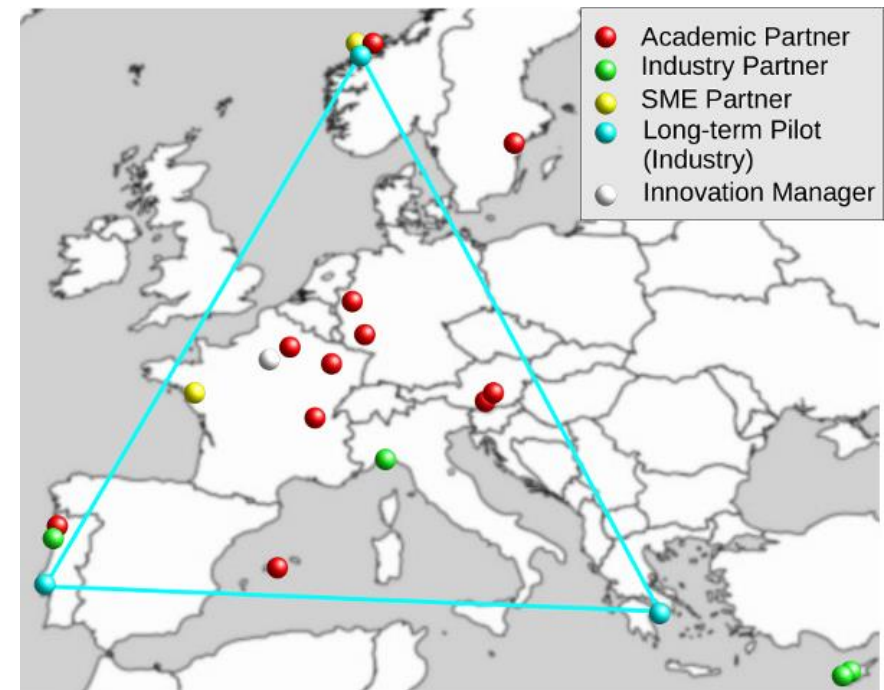 Academic Partner
Industry Partner
SME Partner
Long-term Pilot
(Industry)
Innovation Manager